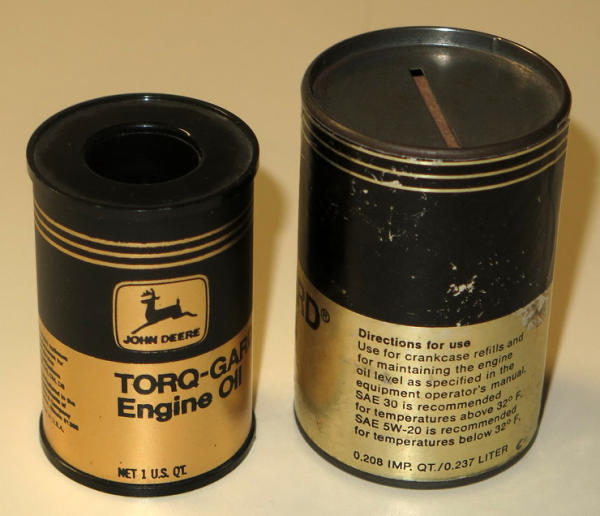 JOHN DEERE
TORQ-GAR
Engine Oil
NET 1 U.S. QT.
RD®
Directions for use
Use for crankcase refills and
for maintaining the engine
oil level as specified in the
equipment operator's manual.
SAE 30 is recommended
for temperatures above 32° F.
SAE 5W-20 is recommended
for temperatures below 32° F.
0.208 IMP. QT./0.237 LITER